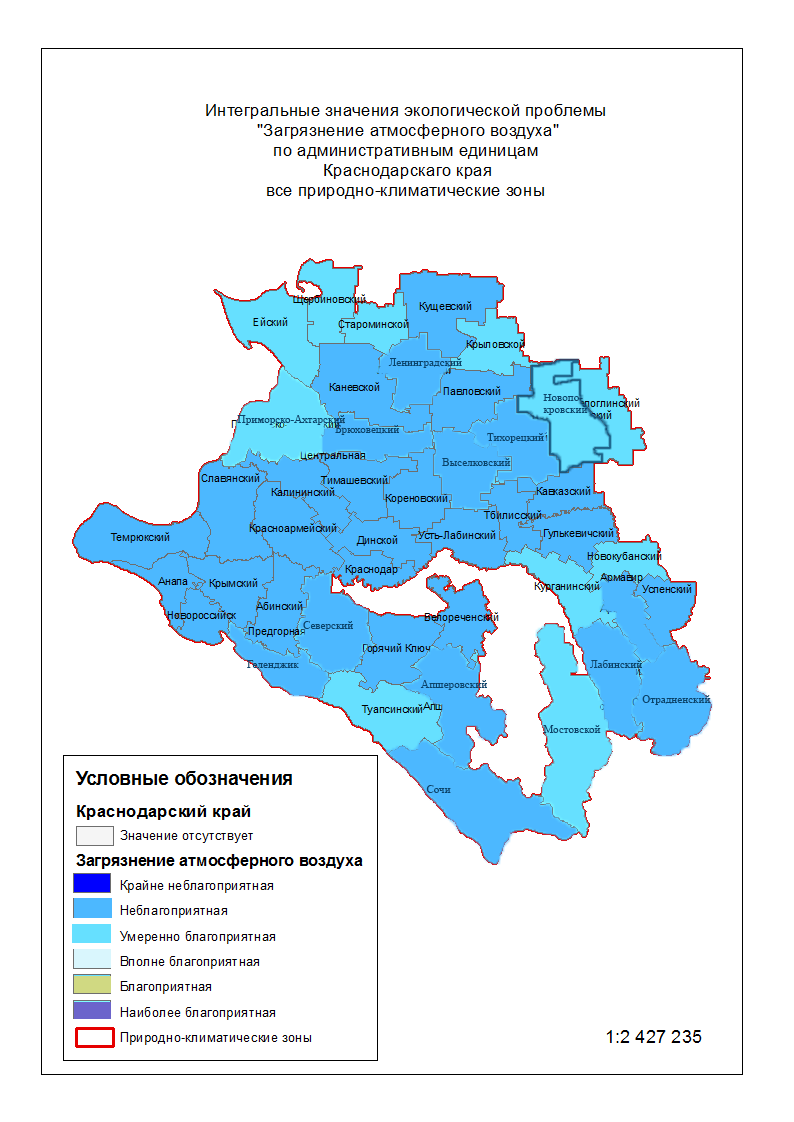 Интегральные значения экологической проблемы
"Загрязнение атмосферного воздуха"
по административным единицам
Краснодарскаго края
все природно-климатические зоны
Щербиновский
Ейский
Староминской
Кущевский
Крыловской
Ленинградский
Каневской
Павловский
Новопо-
кровский
Приморско-Ахтарский
Брюховецкий
Тихорецкий
Центральная
Выселковский
Славянский
Тимашевский
Калининский
Кореновский
Кавказский
Тбилисский
Темрюкский
Красноармейский
Динской
Усть-Лабинский
Гулькевичский
Новокубанский
Краснодар
Анапа
Крымский
Курганинский
Армавир
Успенский
Новороссийск
Абинский
Северский
Белореченский
Предгорная
Горячий Ключ
Геленджик
Апшеровский
Лабинский
Отрадненский
Туапсинский
Апш
Мостовской
Сочи
Условные обозначения
Краснодарский край
Значение отсутствует
Загрязнение атмосферного воздуха
Крайне неблагоприятная
Неблагоприятная
Умеренно благоприятная
Вполне благоприятная
Благоприятная
Наиболее благоприятная
Природно-климатические зоны
1:2 427 235